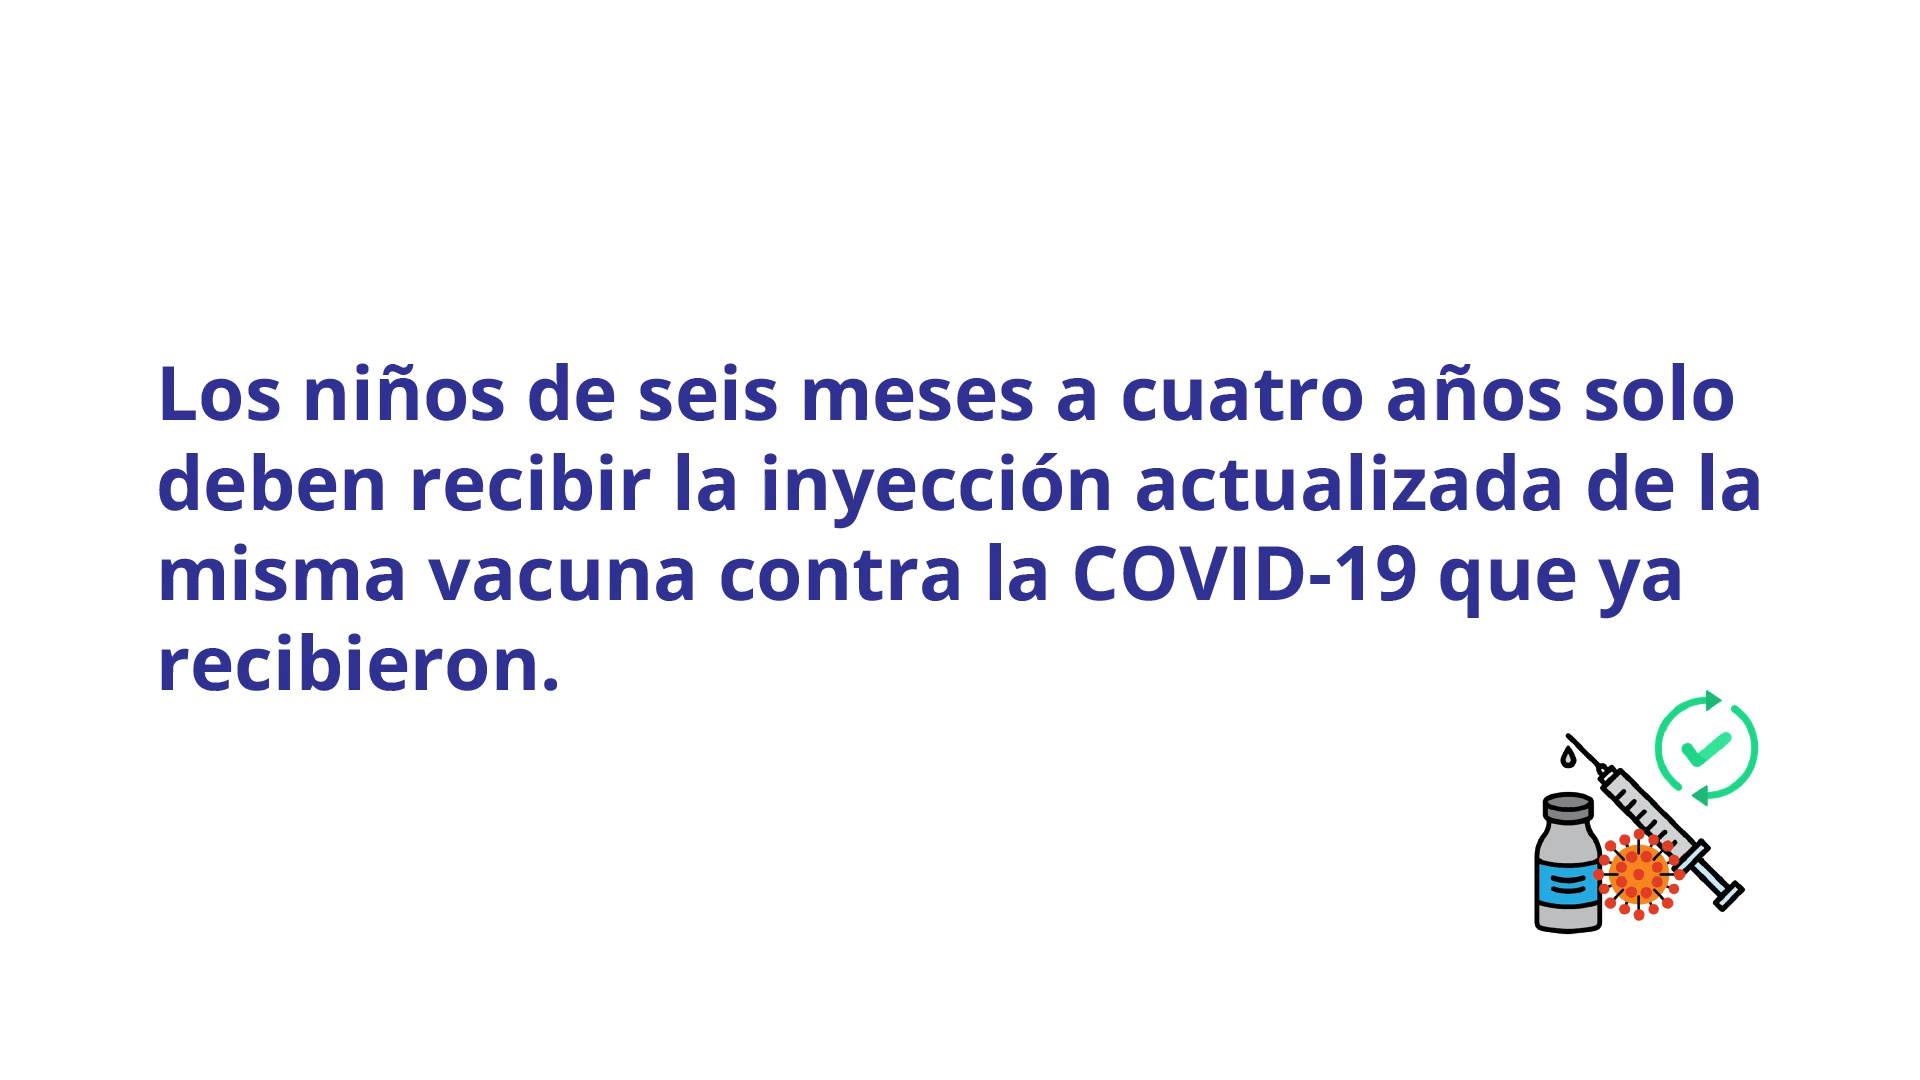 Los niños de seis meses a cuatro años solo
deben recibir la inyección actualizada de la
misma vacuna contra la COVID-19 que ya
recibieron.